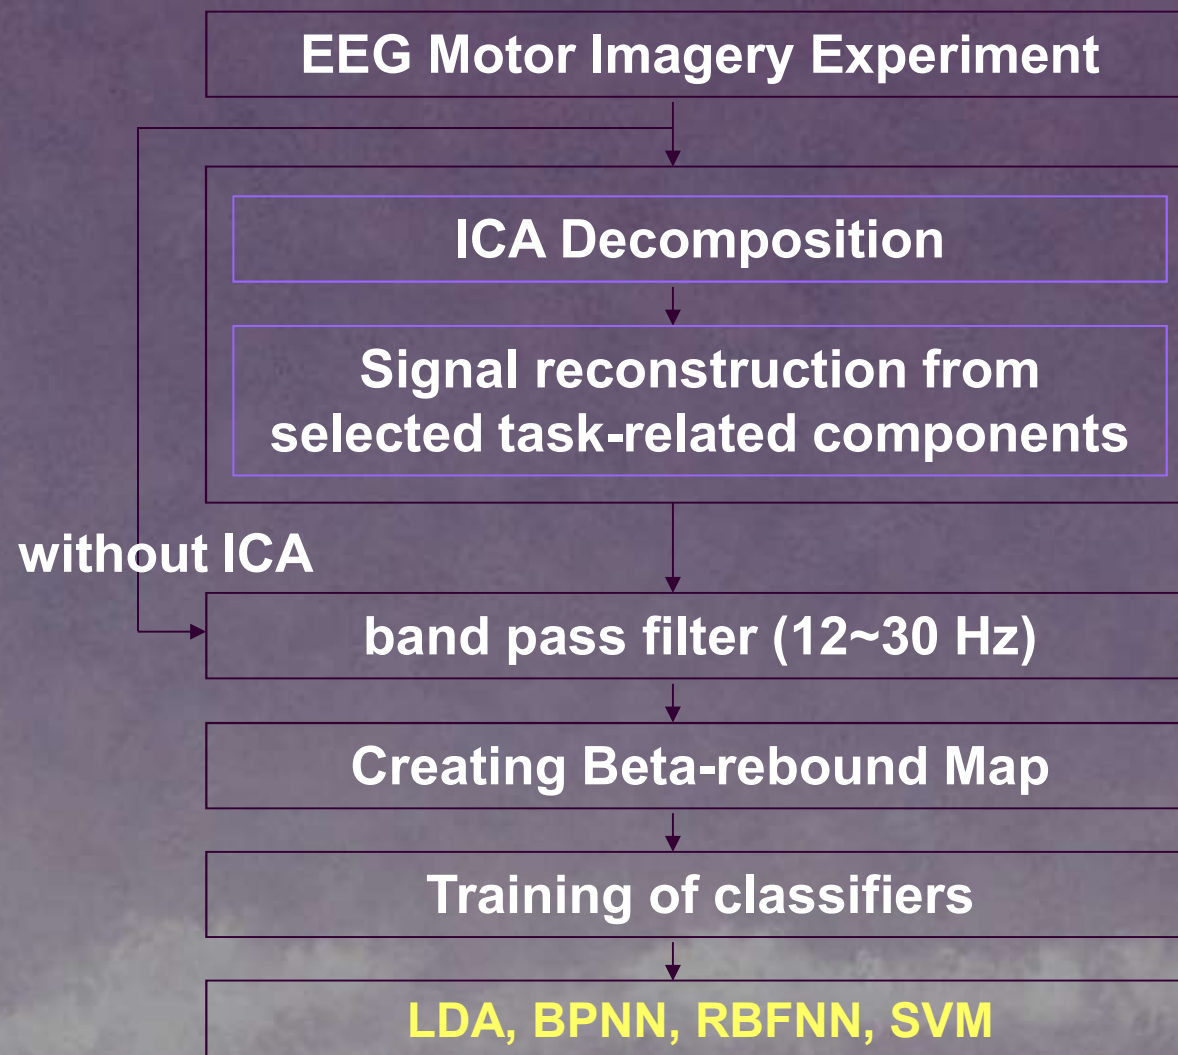 EEG Motor Imagery Experiment
ICA Decomposition
Signal reconstruction from
selected task-related components
without ICA
band pass filter (12~30 Hz)
Creating Beta-rebound Map
Training of classifiers
LDA, BPNN, RBFNN, SVM